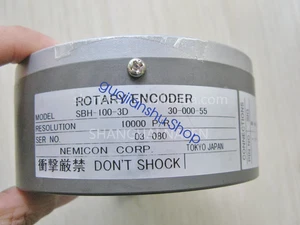 ROTARY ENCODER
MODEL SBH-100-3D 30-000-55
RESOLUTION 10000 P/R
SER NO 03 080
NEMICON CORP. TOKYO JAPAN
衝撃厳禁 DON'T SHOCK
guoqianshushop